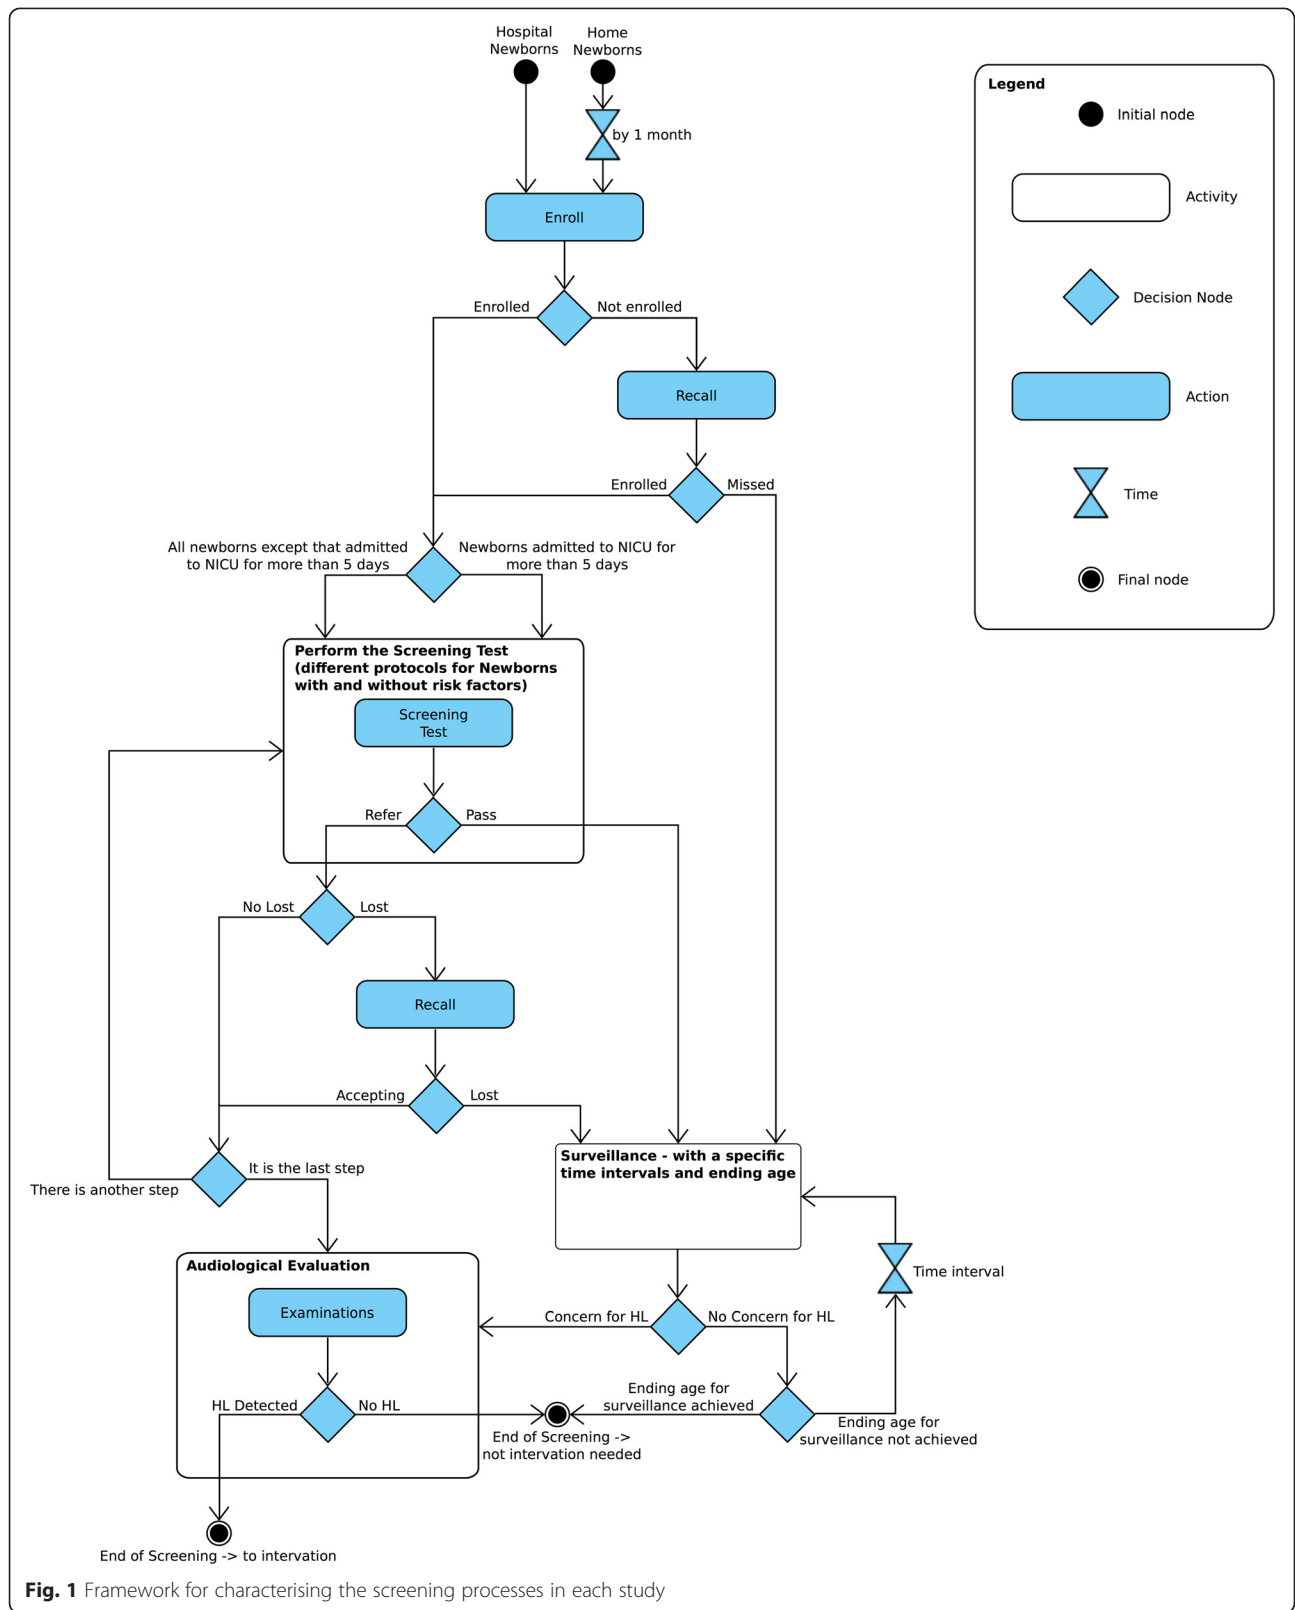 Hospital
Newborns
Home
Newborns
by 1 month
Enroll
Enrolled
Not enrolled
Recall
Enrolled
Missed
All newborns except that admitted
to NICU for more than 5 days
Newborns admitted to NICU for
more than 5 days
Perform the Screening Test
(different protocols for Newborns
with and without risk factors)
Screening
Test
Refer
Pass
No Lost
Lost
Recall
Accepting
Lost
There is another step
It is the last step
Surveillance - with a specific
time intervals and ending age
Time interval
Audiological Evaluation
Examinations
Concern for HL
No Concern for HL
HL Detected
No HL
Ending age for
surveillance achieved
Ending age for
surveillance not achieved
End of Screening ->
not intervation needed
End of Screening -> to intervation
Legend
Initial node
Activity
Decision Node
Action
Time
Final node
Fig. 1 Framework for characterising the screening processes in each study